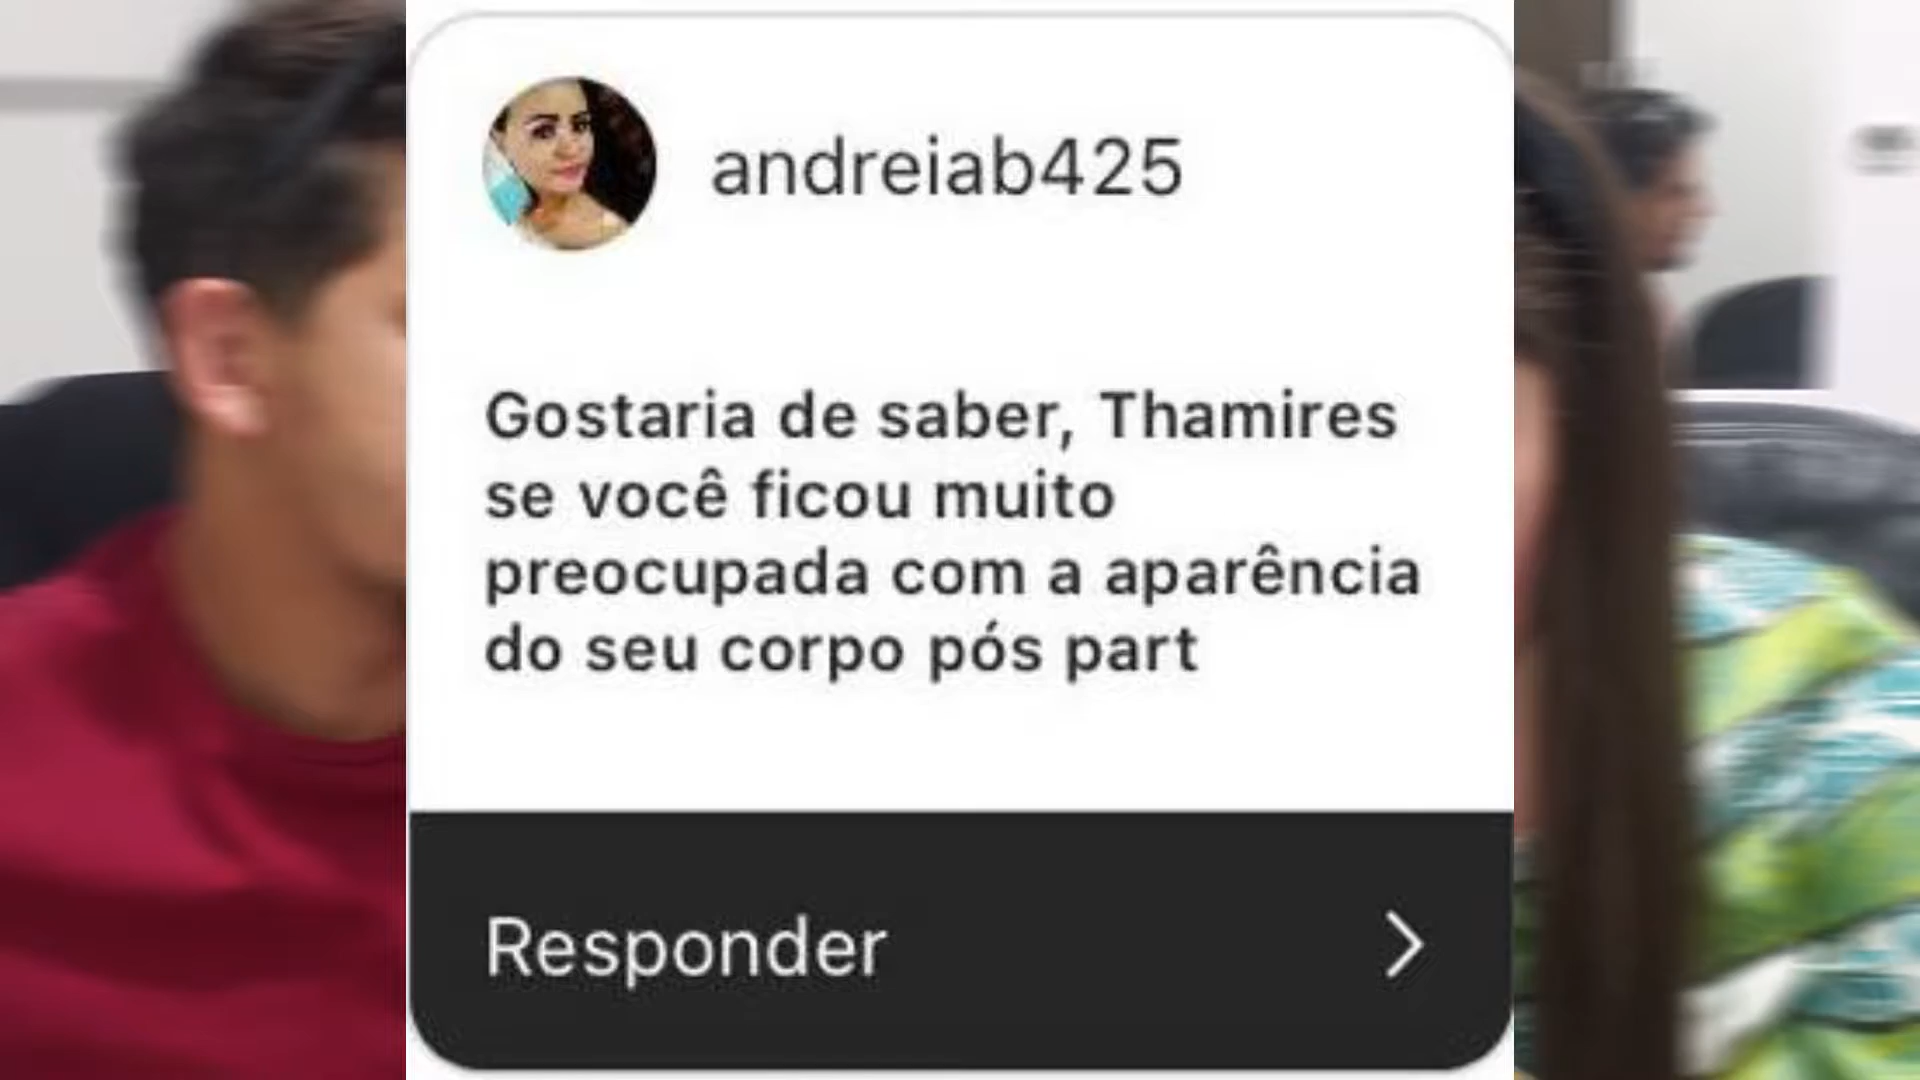 andreiab425
Gostaria de saber, Thamires
se você ficou muito
preocupada com a aparência
do seu corpo pós part
Responder